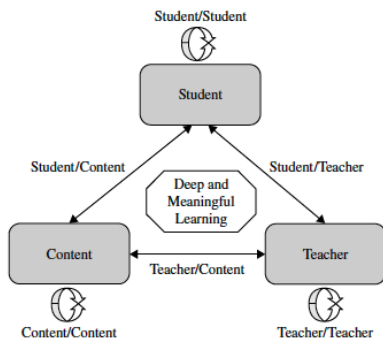 Student/Student
Student
Student/Content
Student/Teacher
Deep and
Meaningful
Learning
Content
Teacher
Teacher/Content
Content/Content
Teacher/Teacher